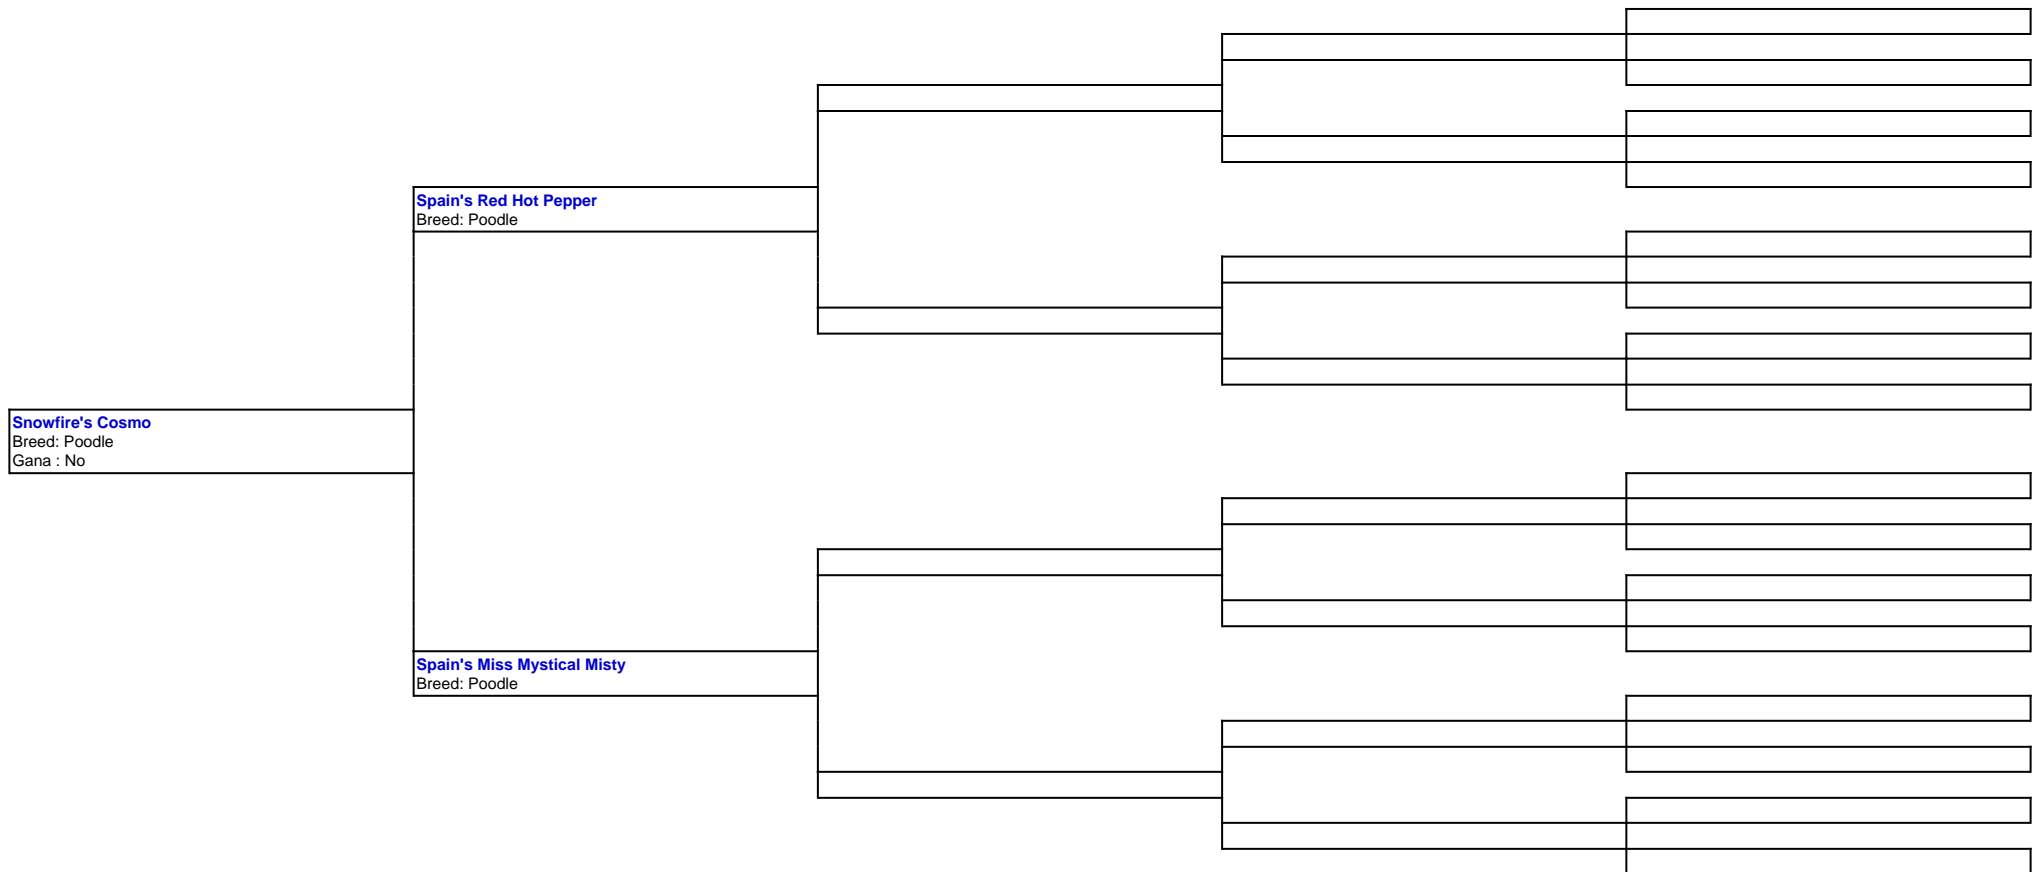 Spain's Red Hot Pepper
Breed: Poodle
Snowfire's Cosmo
Breed: Poodle
Gana : No
Spain's Miss Mystical Misty
Breed: Poodle